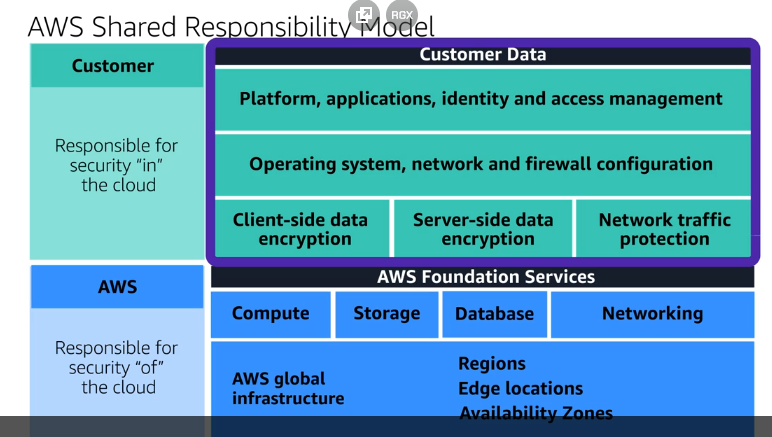 AWS Shared Responsibility Model
RGX
Customer
Responsible for
security "in"
the cloud
Customer Data
Platform, applications, identity and access management
Operating system, network and firewall configuration
Client-side data
encryption
Server-side data
encryption
Network traffic
protection
AWS
Responsible for
security "of"
the cloud
AWS Foundation Services
Compute
Storage
Database
Networking
AWS global
infrastructure
Regions
Edge locations
Availability Zones